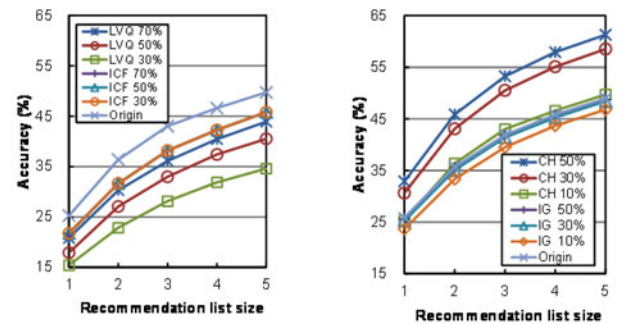 65
55
45
35
25
15
Accuracy (%)
LVQ 70%
LVQ 50%
LVQ 30%
ICF 70%
ICF 50%
ICF 30%
Origin
1 2 3 4 5
Recommendation list size
65
55
45
35
25
15
Accuracy (%)
CH 50%
CH 30%
CH 10%
IG 50%
IG 30%
IG 10%
Origin
1 2 3 4 5
Recommendation list size